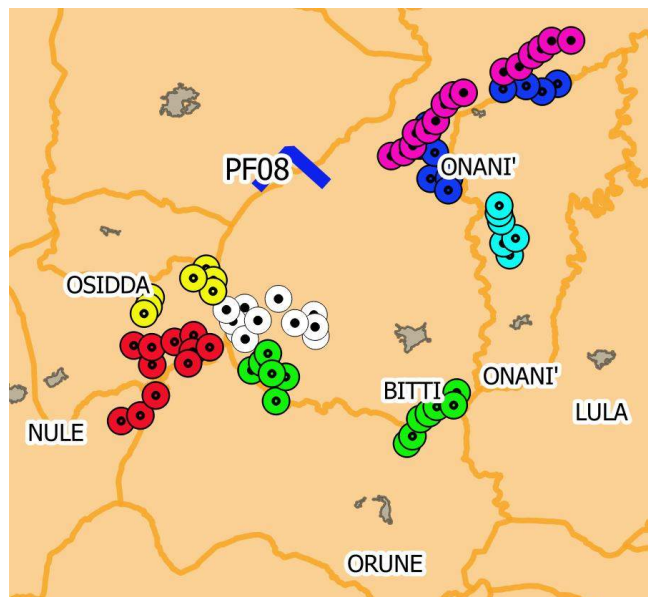 ONANI'
PF08
OSIDDA
ONANI'
BITTI
LULA
NULE
ORUNE